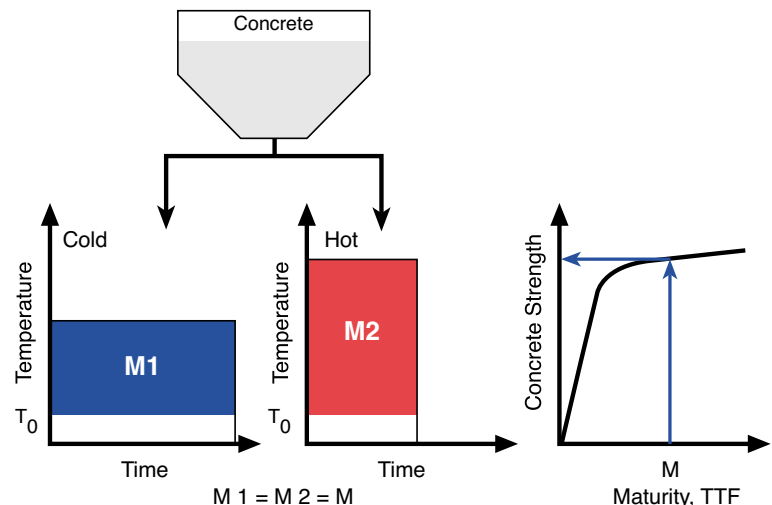 Concrete
Cold
Temperature
M1
T0
Time
Hot
Temperature
M2
T0
Time
M 1 = M 2 = M
Concrete Strength
M
Maturity, TTF